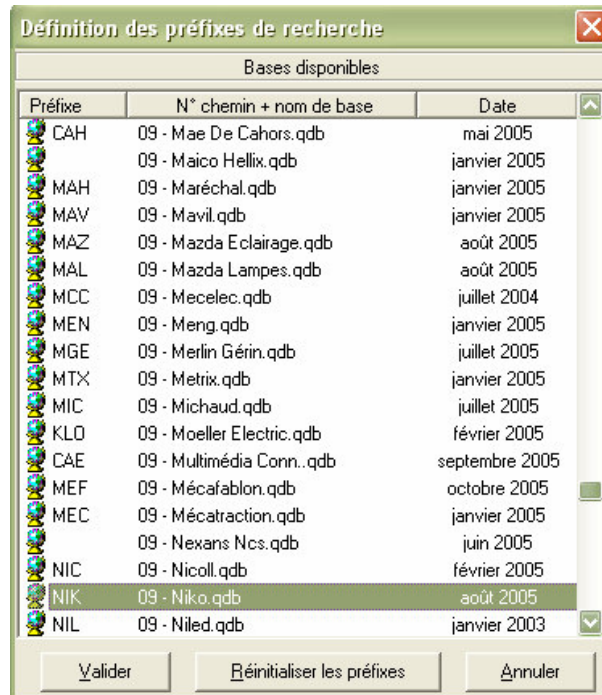 Définition des préfixes de recherche
Bases disponibles
Préfixe N° chemin + nom de base Date
CAH 09 - Mae De Cahors.qdb mai 2005
09 - Maico Hellix.qdb janvier 2005
MAH 09 - Maréchal.qdb janvier 2005
MAV 09 - Mavil.qdb janvier 2005
MAZ 09 - Mazda Eclairage.qdb août 2005
MAL 09 - Mazda Lampes.qdb août 2005
MCC 09 - Mecelec.qdb juillet 2004
MEN 09 - Meng.qdb janvier 2005
MGE 09 - Merlin Gérin.qdb juillet 2005
MTX 09 - Metrix.qdb janvier 2005
MIC 09 - Michaud.qdb juillet 2005
KLO 09 - Moeller Electric.qdb février 2005
CAE 09 - Multimédia Conn..qdb septembre 2005
MEF 09 - Mécafablon.qdb octobre 2005
MEC 09 - Mécatraction.qdb janvier 2005
09 - Nexans Ncs.qdb juin 2005
NIC 09 - Nicoll.qdb février 2005
NIK 09 - Niko.qdb août 2005
NIL 09 - Niled.qdb janvier 2003
Valider Réinitialiser les préfixes Annuler